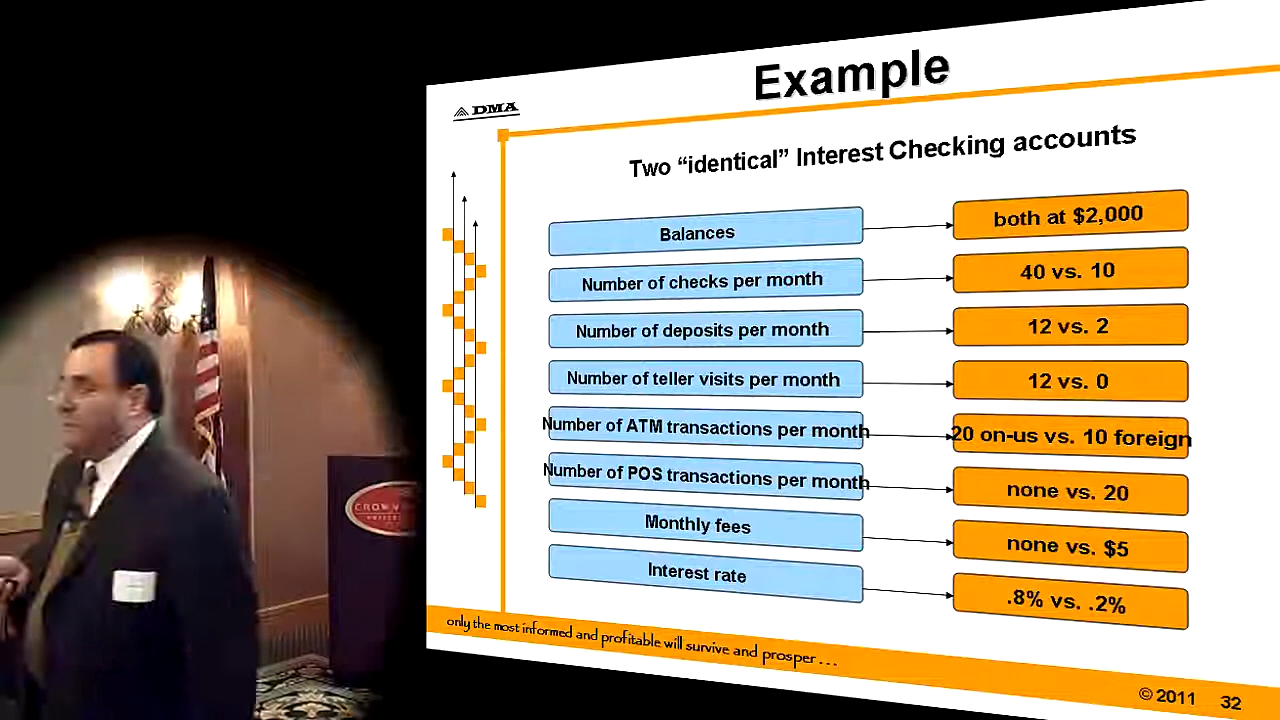 Example
DMA
Two “identical” Interest Checking accounts
Balances
both at $2,000
Number of checks per month
40 vs. 10
Number of deposits per month
12 vs. 2
Number of teller visits per month
12 vs. 0
Number of ATM transactions per month
20 on-us vs. 10 foreign
Number of POS transactions per month
none vs. 20
Monthly fees
none vs. $5
Interest rate
.8% vs. .2%
only the most informed and profitable will survive and prosper . . .
© 2011 32